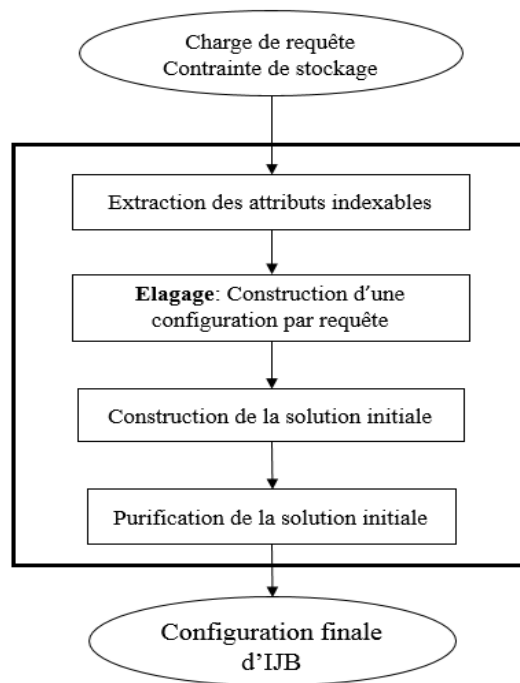 Charge de requête
Contrainte de stockage
Extraction des attributs indexables
Elagage: Construction d’une
configuration par requête
Construction de la solution initiale
Purification de la solution initiale
Configuration finale
d’IJB